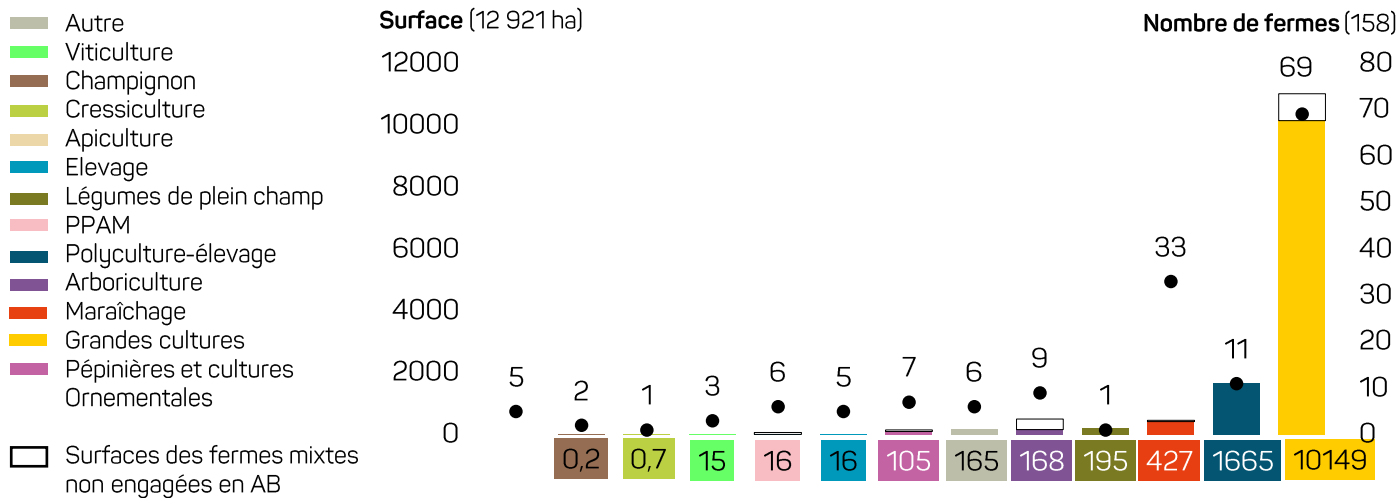 Autre
Viticulture
Champignon
Cressiculture
Apiculture
Elevage
Légumes de plein champ
PPAM
Polyculture-élevage
Arboriculture
Maraîchage
Grandes cultures
Pépinières et cultures
Ornementales
Surfaces des fermes mixtes
non engagées en AB
Surface (12 921 ha)
12000
10000
8000
6000
4000
2000
0
Nombre de fermes (158)
80
70
60
50
40
30
20
10
0
5 2 1 3 6 5 7 6 9 1 33 11 69
0,2 0,7 15 16 16 105 165 168 195 427 1665 10149